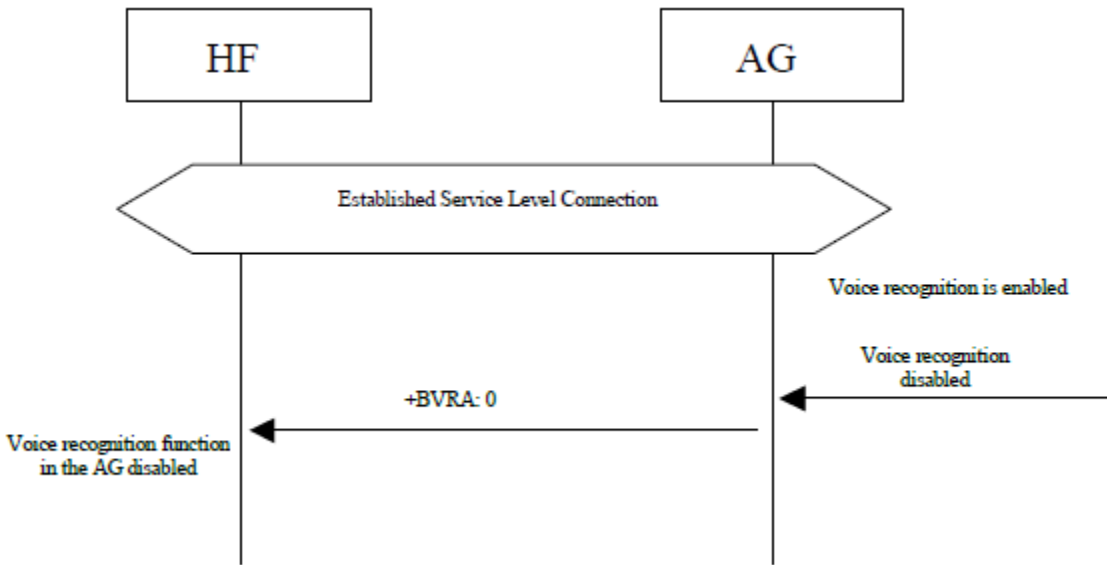 HF
AG
Established Service Level Connection
Voice recognition is enabled
Voice recognition
disabled
+BVRA: 0
Voice recognition function
in the AG disabled